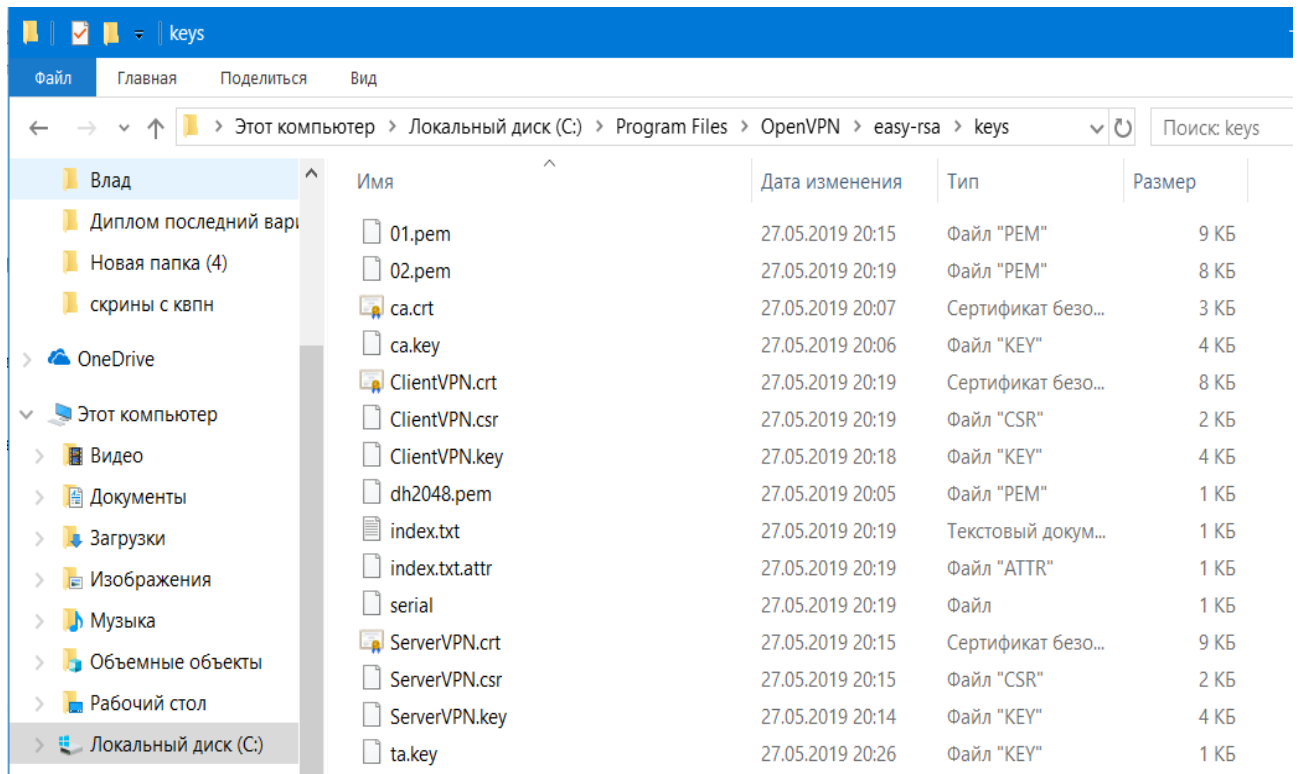 keys
Файл Главная Поделиться Вид
Этот компьютер > Локальный диск (C:) > Program Files > OpenVPN > easy-rsa > keys Поиск: keys
Влад
Диплом последний вари
Новая папка (4)
скрины с квпн
OneDrive
Этот компьютер
Видео
Документы
Загрузки
Изображения
Музыка
Объемные объекты
Рабочий стол
Локальный диск (C:)
Имя Дата изменения Тип Размер
01.pem 27.05.2019 20:15 Файл "PEM" 9 КБ
02.pem 27.05.2019 20:19 Файл "PEM" 8 КБ
ca.crt 27.05.2019 20:07 Сертификат безо... 3 КБ
ca.key 27.05.2019 20:06 Файл "KEY" 4 КБ
ClientVPN.crt 27.05.2019 20:19 Сертификат безо... 8 КБ
ClientVPN.csr 27.05.2019 20:19 Файл "CSR" 2 КБ
ClientVPN.key 27.05.2019 20:18 Файл "KEY" 4 КБ
dh2048.pem 27.05.2019 20:05 Файл "PEM" 1 КБ
index.txt 27.05.2019 20:19 Текстовый докум... 1 КБ
index.txt.attr 27.05.2019 20:19 Файл "ATTR" 1 КБ
serial 27.05.2019 20:19 Файл 1 КБ
ServerVPN.crt 27.05.2019 20:15 Сертификат безо... 9 КБ
ServerVPN.csr 27.05.2019 20:15 Файл "CSR" 2 КБ
ServerVPN.key 27.05.2019 20:14 Файл "KEY" 4 КБ
ta.key 27.05.2019 20:26 Файл "KEY" 1 КБ